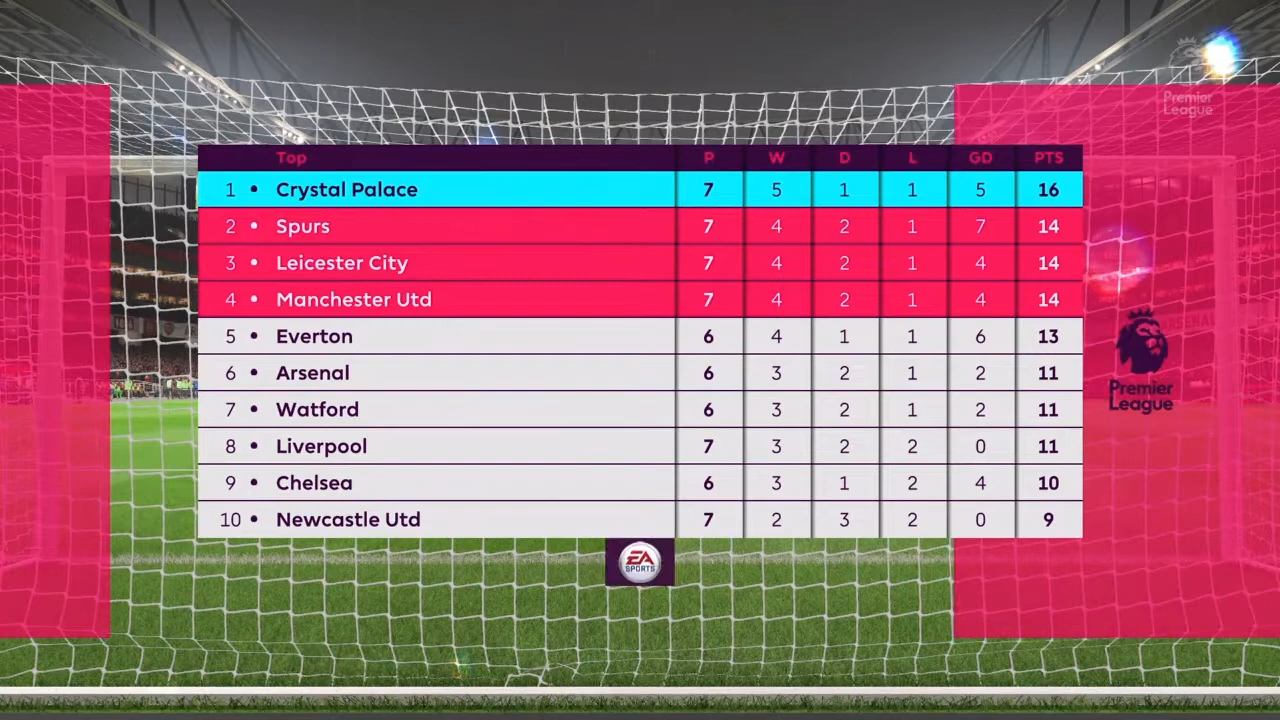 Premier
League
Top P W D L GD PTS
1 • Crystal Palace 7 5 1 1 5 16
2 • Spurs 7 4 2 1 7 14
3 • Leicester City 7 4 2 1 4 14
4 • Manchester Utd 7 4 2 1 4 14
5 • Everton 6 4 1 1 6 13
6 • Arsenal 6 3 2 1 2 11
7 • Watford 6 3 2 1 2 11
8 • Liverpool 7 3 2 2 0 11
9 • Chelsea 6 3 1 2 4 10
10 • Newcastle Utd 7 2 3 2 0 9
Premier
League
EA
SPORTS